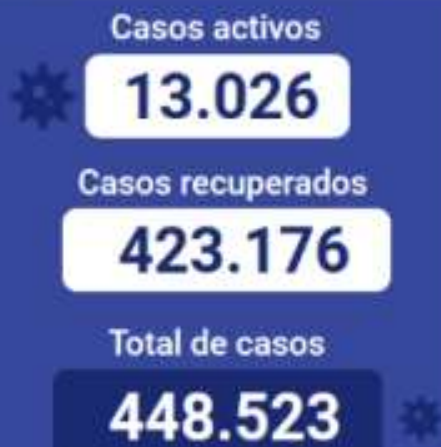 Casos activos
13.026
Casos recuperados
423.176
Total de casos
448.523